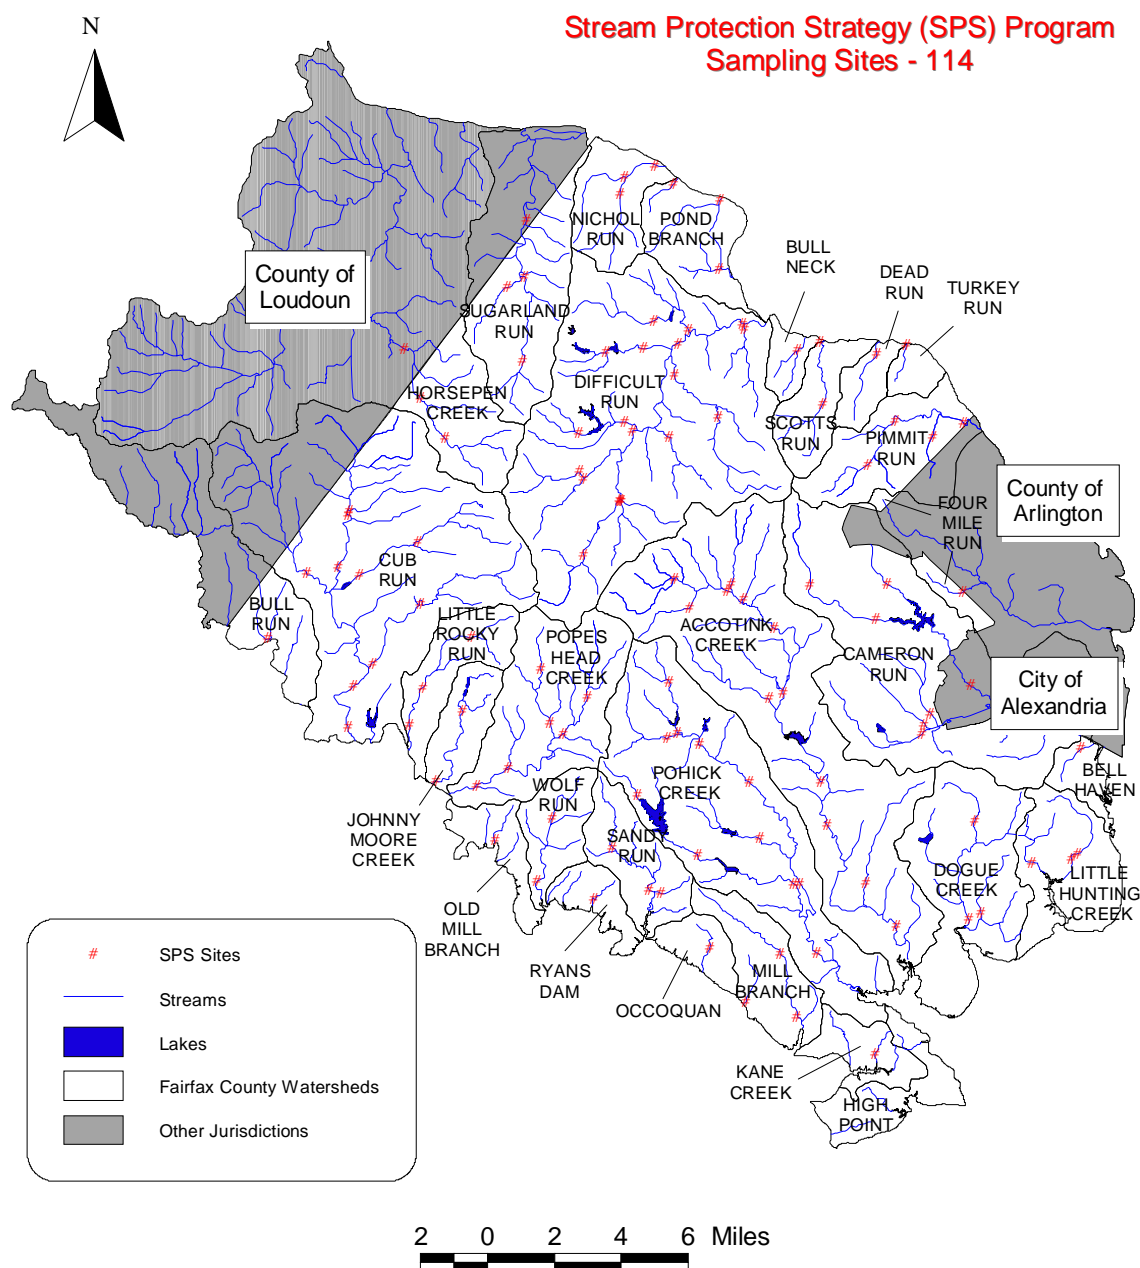 Stream Protection Strategy (SPS) Program
Sampling Sites - 114
N
NICHOL
RUN
POND
BRANCH
BULL
NECK
DEAD
RUN
TURKEY
RUN
County of
Loudoun
SUGARLAND
RUN
HORSEPEN
CREEK
DIFFICULT
RUN
SCOTTS
RUN
PIMMIT
RUN
County of
Arlington
FOUR
MILE
RUN
CUB
RUN
BULL
RUN
LITTLE
ROCKY
RUN
POPES
HEAD
CREEK
ACCOTINK
CREEK
CAMERON
RUN
City of
Alexandria
BELL
HAVEN
WOLF
RUN
POHICK
CREEK
JOHNNY
MOORE
CREEK
SANDY
RUN
DOGUE
CREEK
LITTLE
HUNTING
CREEK
OLD
MILL
BRANCH
RYANS
DAM
OCCOQUAN
MILL
BRANCH
KANE
CREEK
HIGH
POINT
# SPS Sites
Streams
Lakes
Fairfax County Watersheds
Other Jurisdictions
2 0 2 4 6 Miles